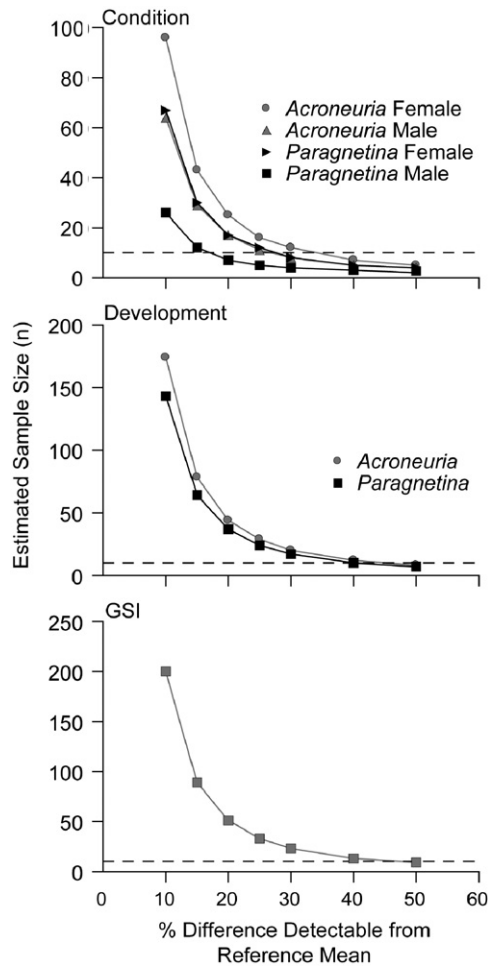 Condition
100
80
60
40
20
0
Acroneuria Female
Acroneuria Male
Paragnetina Female
Paragnetina Male
Estimated Sample Size (n)
Development
200
150
100
50
0
Acroneuria
Paragnetina
GSI
250
200
150
100
50
0
0 10 20 30 40 50 60
% Difference Detectable from
Reference Mean